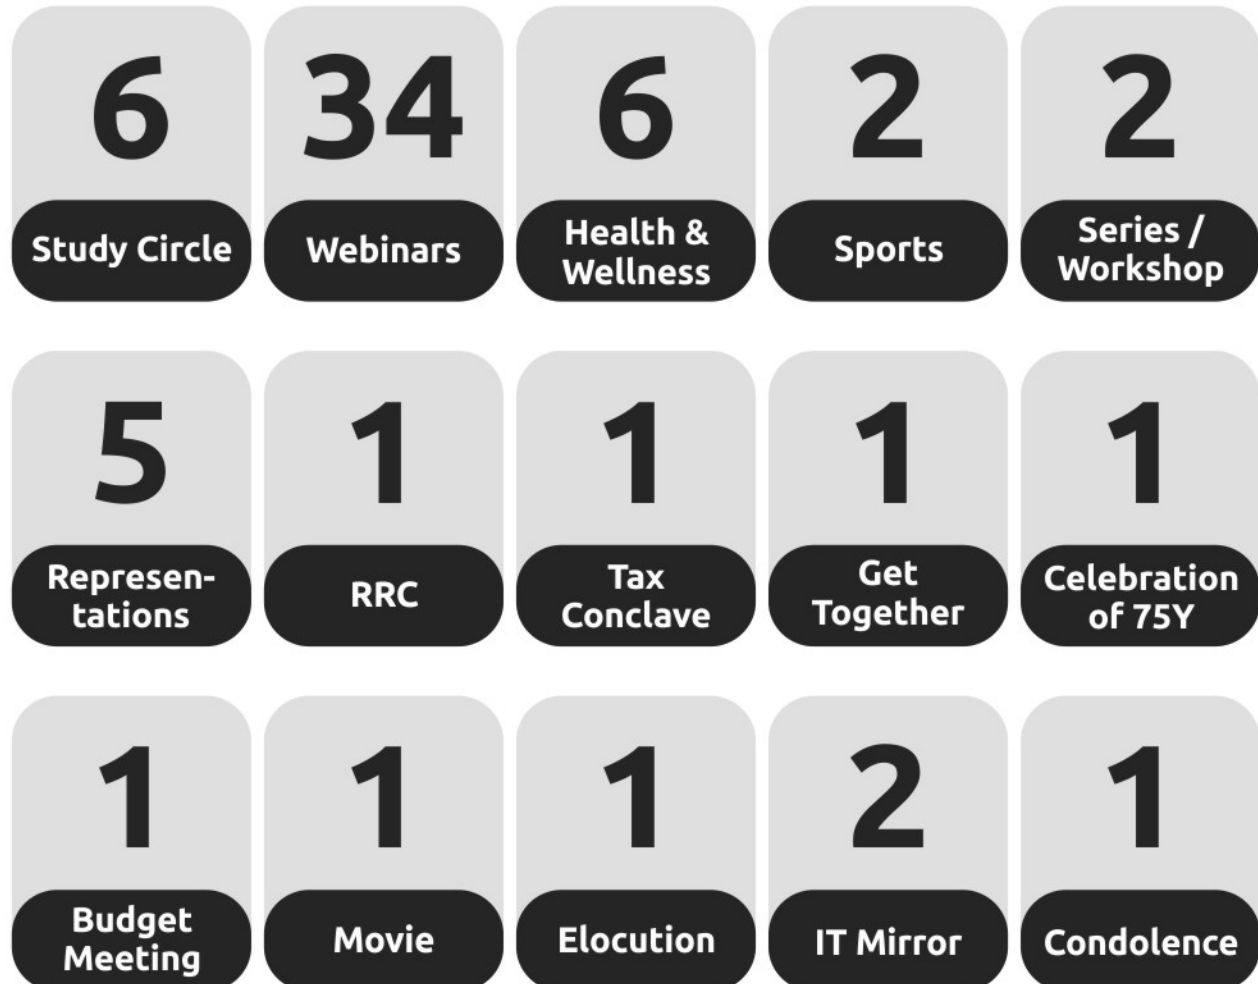 6 34 6 2 2
Study Circle
Webinars
Health &
Wellness
Sports
Series /
Workshop
5 1 1 1 1
Represen-
tations
RRC
Tax
Conclave
Get
Together
Celebration
of 75Y
1 1 1 2 1
Budget
Meeting
Movie
Elocution
IT Mirror
Condolence